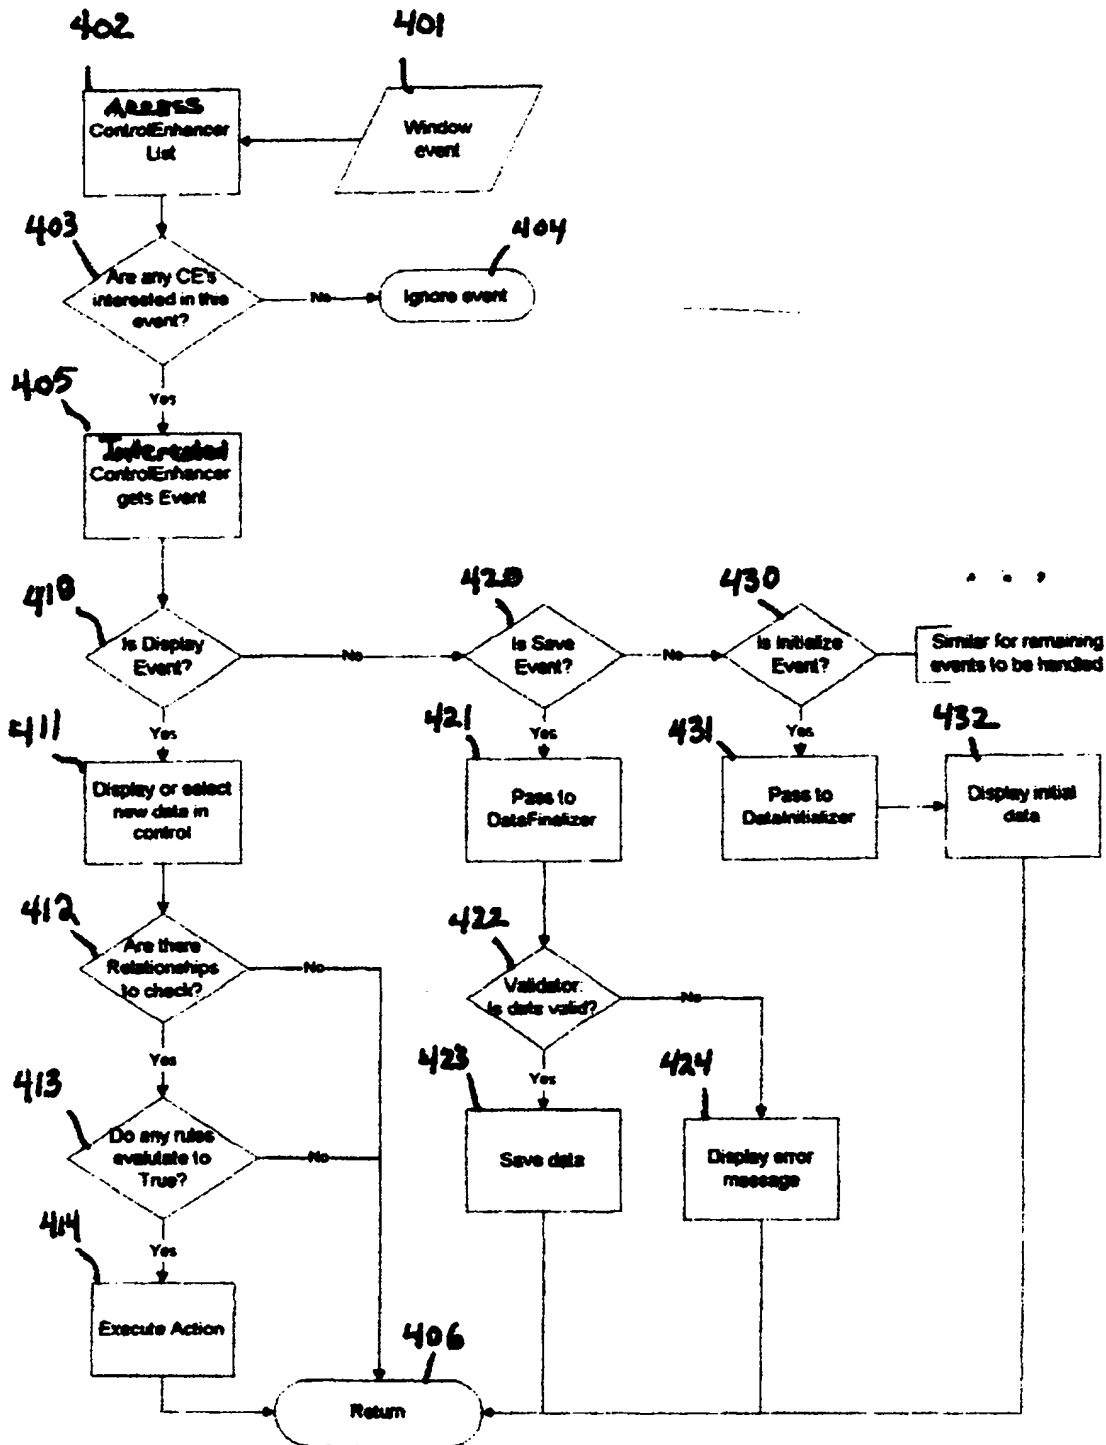 402
401
Access
ControlEnhancer
List
Window
event
403
404
Are any CE's
interested in this
event?
No
Ignore event
405
Yes
Interested
ControlEnhancer
gets Event
410
420
430
. . ,
Is Display
Event?
No
Is Save
Event?
No
Is Initialize
Event?
Similar for remaining
events to be handled
411
Yes
421
Yes
431
Yes
432
Display or select
new data in
control
Pass to
DataFinalizer
Pass to
DataInitializer
Display initial
data
412
Are there
Relationships
to check?
No
422
Validator:
Is data valid?
No
Yes
423
Yes
424
413
Do any rules
evalutate to
True?
No
Save data
Display error
message
414
Yes
Execute Action
406
Return